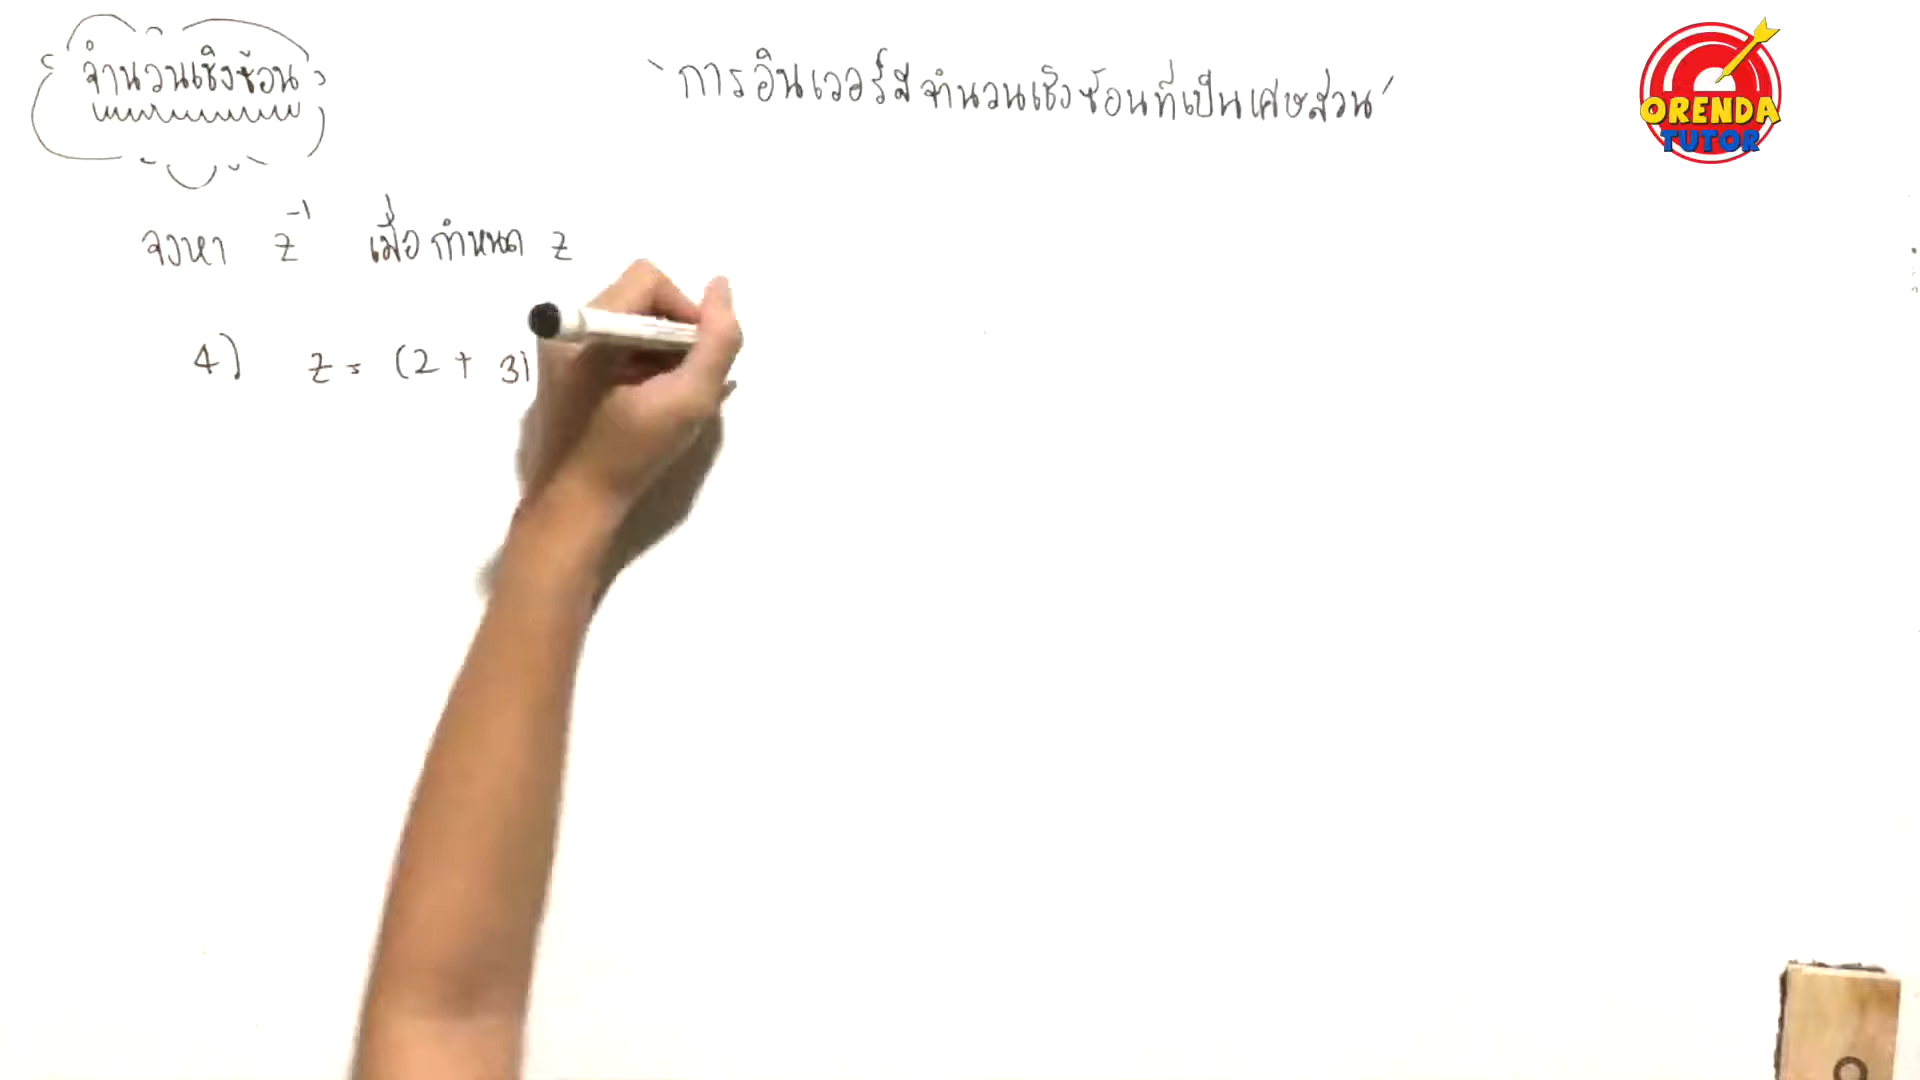 จำนวนเชิงซ้อน
"การอินเวอร์สจำนวนเชิงซ้อนที่เป็นเศษส่วน"
ORENDA
TUTOR
จงหา z⁻¹ เมื่อกำหนด z
4) z = (2 + 3i